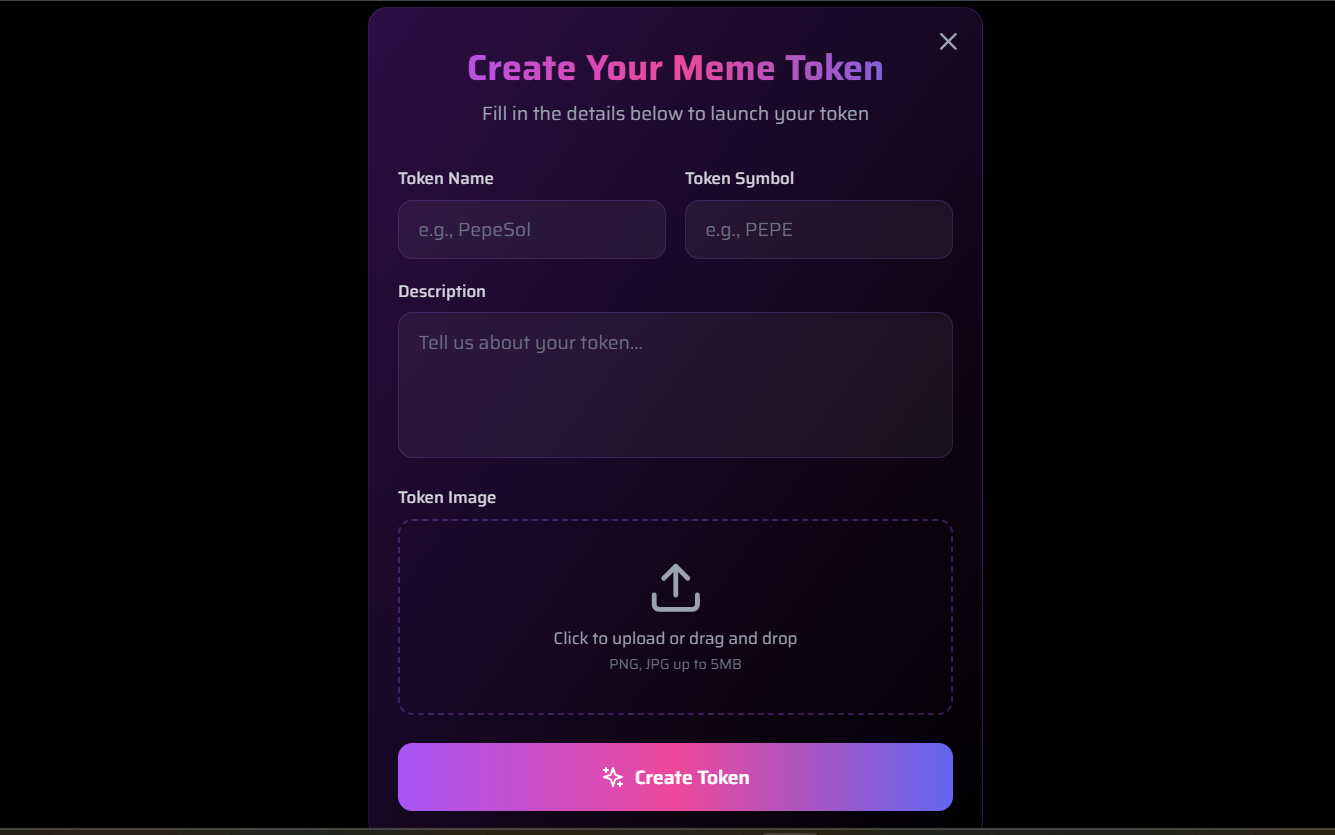 Create Your Meme Token
Fill in the details below to launch your token
Token Name
Token Symbol
e.g., PepeSol
e.g., PEPE
Description
Tell us about your token...
Token Image
Click to upload or drag and drop
PNG, JPG up to 5MB
Create Token